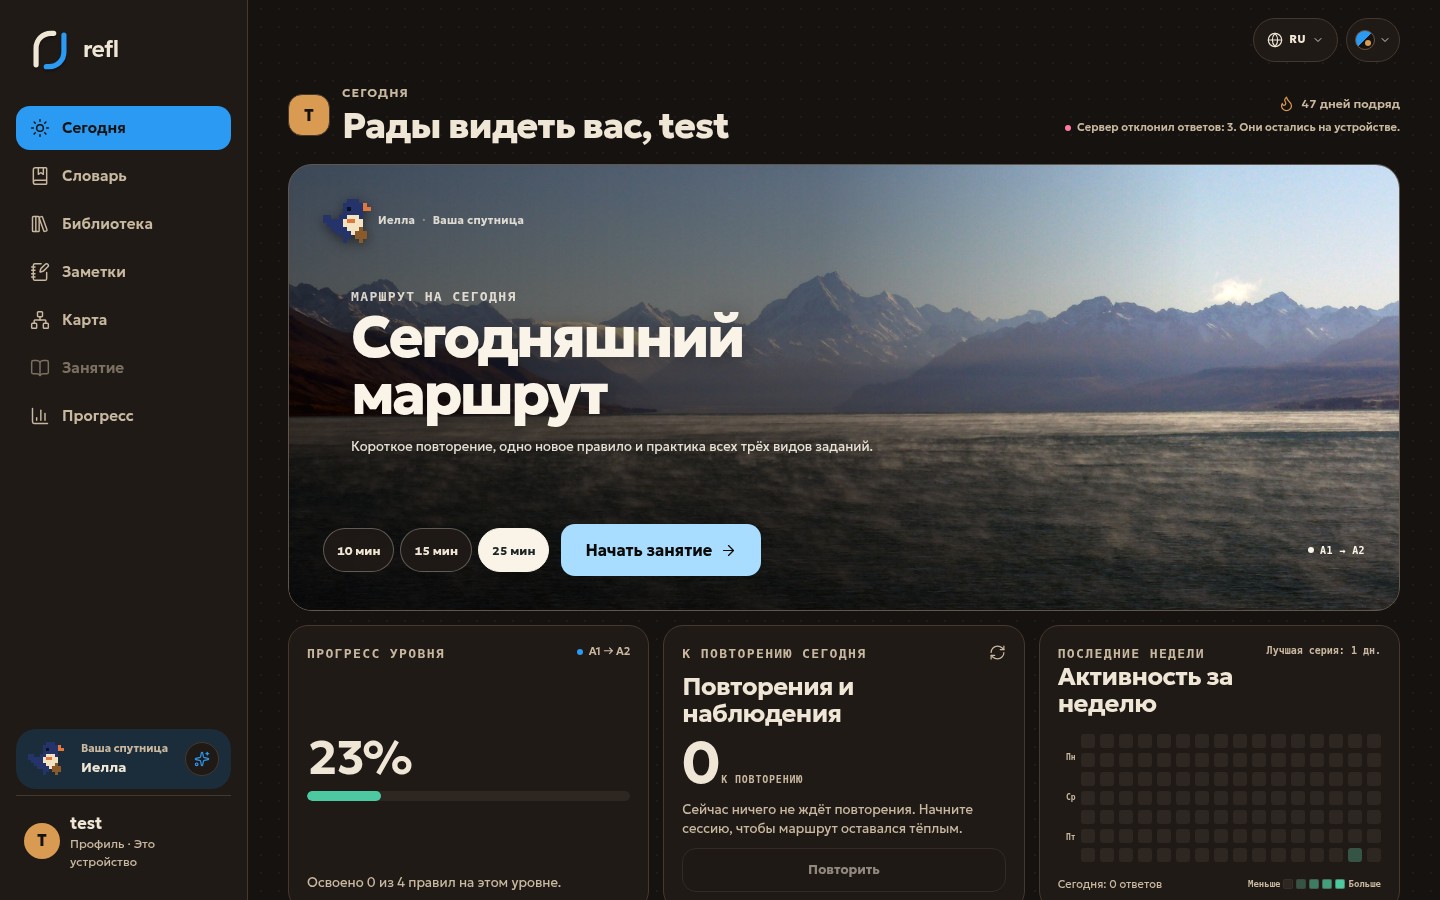 refl
Сегодня
Словарь
Библиотека
Заметки
Карта
Занятие
Прогресс
Ваша спутница
Иелла
T
test
Профиль · Это
устройство
RU
T
СЕГОДНЯ
Рады видеть вас, test
47 дней подряд
Сервер отклонил ответов: 3. Они остались на устройстве.
Иелла · Ваша спутница
МАРШРУТ НА СЕГОДНЯ
Сегодняшний
маршрут
Короткое повторение, одно новое правило и практика всех трёх видов заданий.
10 мин
15 мин
25 мин
Начать занятие →
A1 → A2
ПРОГРЕСС УРОВНЯ
A1 → A2
23%
Освоено 0 из 4 правил на этом уровне.
К ПОВТОРЕНИЮ СЕГОДНЯ
Повторения и
наблюдения
0 К ПОВТОРЕНИЮ
Сейчас ничего не ждёт повторения. Начните
сессию, чтобы маршрут оставался тёплым.
Повторить
ПОСЛЕДНИЕ НЕДЕЛИ
Лучшая серия: 1 дн.
Активность за
неделю
Пн
Ср
Пт
Сегодня: 0 ответов
Меньше
Больше